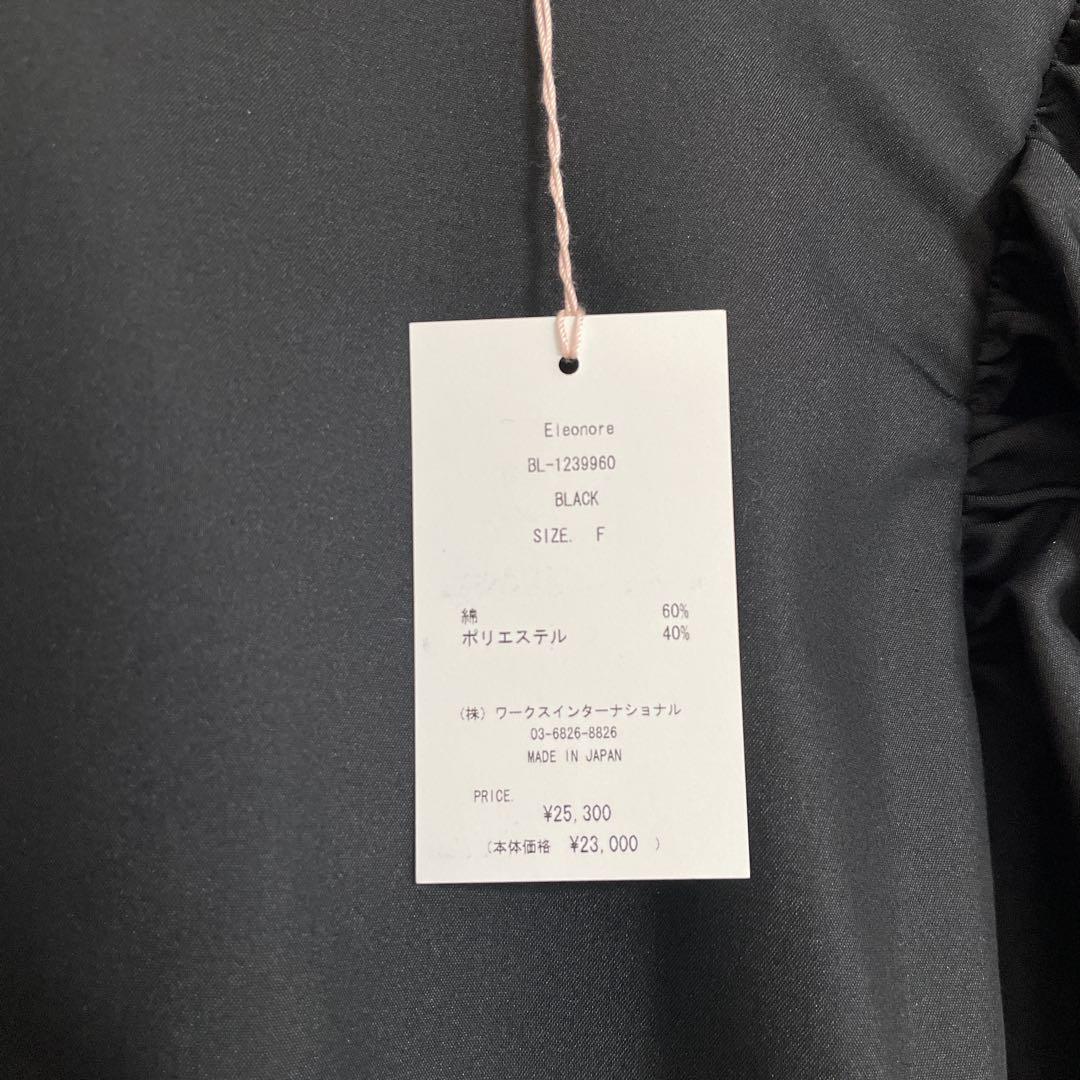 Eleonore
BL-1239960
BLACK
SIZE. F
綿 60%
ポリエステル 40%
(株) ワークスインターナショナル
03-6826-8826
MADE IN JAPAN
PRICE.
¥25,300
(本体価格 ¥23,000 )